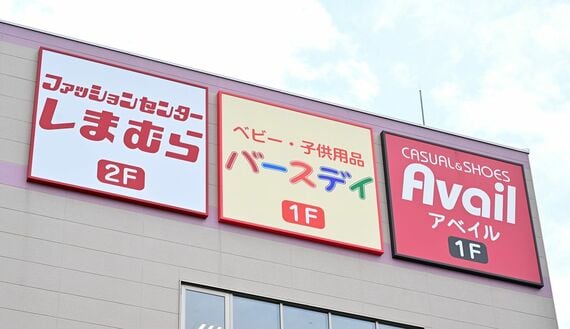 ファッションセンター
しまむら
2F
ベビー・子供用品
バースディ
1F
CASUAL&SHOES
Avail
アベイル
1F